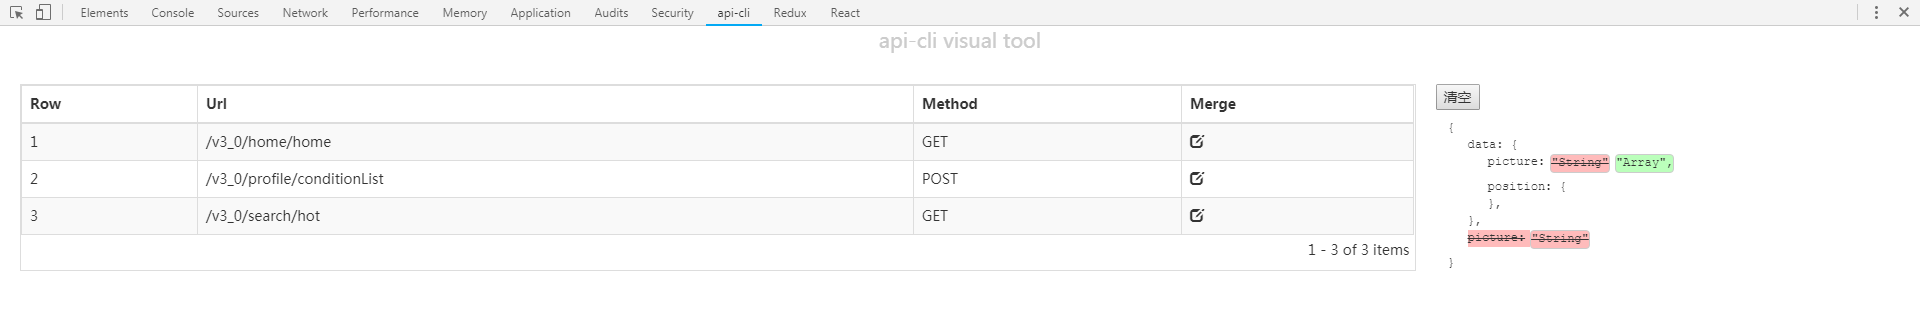 Elements Console Sources Network Performance Memory Application Audits Security api-cli Redux React
api-cli visual tool
Row Url Method Merge
1 /v3_0/home/home GET
2 /v3_0/profile/conditionList POST
3 /v3_0/search/hot GET
1 - 3 of 3 items
清空
{
data: {
picture: "String" "Array",
position: {
},
},
picture: "String"
}